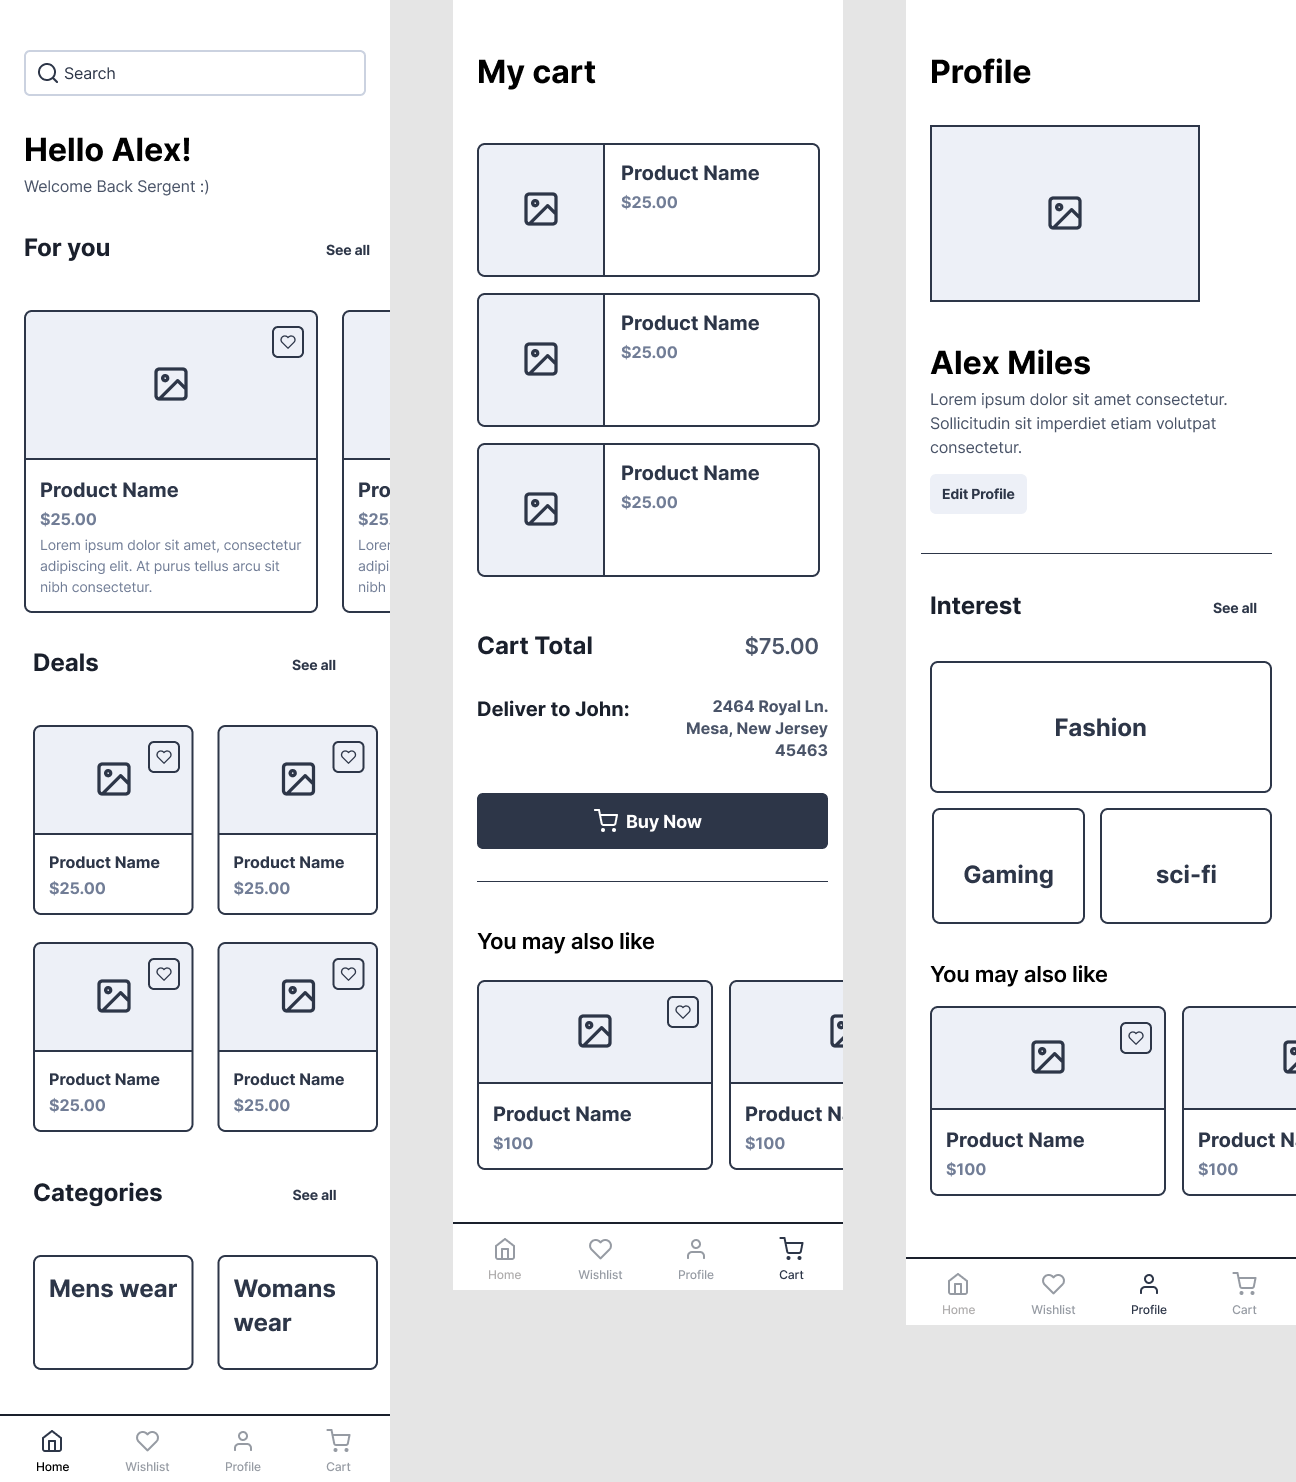 Search
Hello Alex!
Welcome Back Sergent :)
For you
See all
Product Name
$25.00
Lorem ipsum dolor sit amet, consectetur
adipiscing elit. At purus tellus arcu sit
nibh consectetur.
Pro
$25.
Lorer
adipi
nibh
Deals
See all
Product Name
$25.00
Product Name
$25.00
Product Name
$25.00
Product Name
$25.00
Categories
See all
Mens wear
Womans
wear
Home
Wishlist
Profile
Cart
My cart
Product Name
$25.00
Product Name
$25.00
Product Name
$25.00
Cart Total
$75.00
Deliver to John:
2464 Royal Ln.
Mesa, New Jersey
45463
Buy Now
You may also like
Product Name
$100
Product N
$100
Home
Wishlist
Profile
Cart
Profile
Alex Miles
Lorem ipsum dolor sit amet consectetur.
Sollicitudin sit imperdiet etiam volutpat
consectetur.
Edit Profile
Interest
See all
Fashion
Gaming
sci-fi
You may also like
Product Name
$100
Product N
$100
Home
Wishlist
Profile
Cart